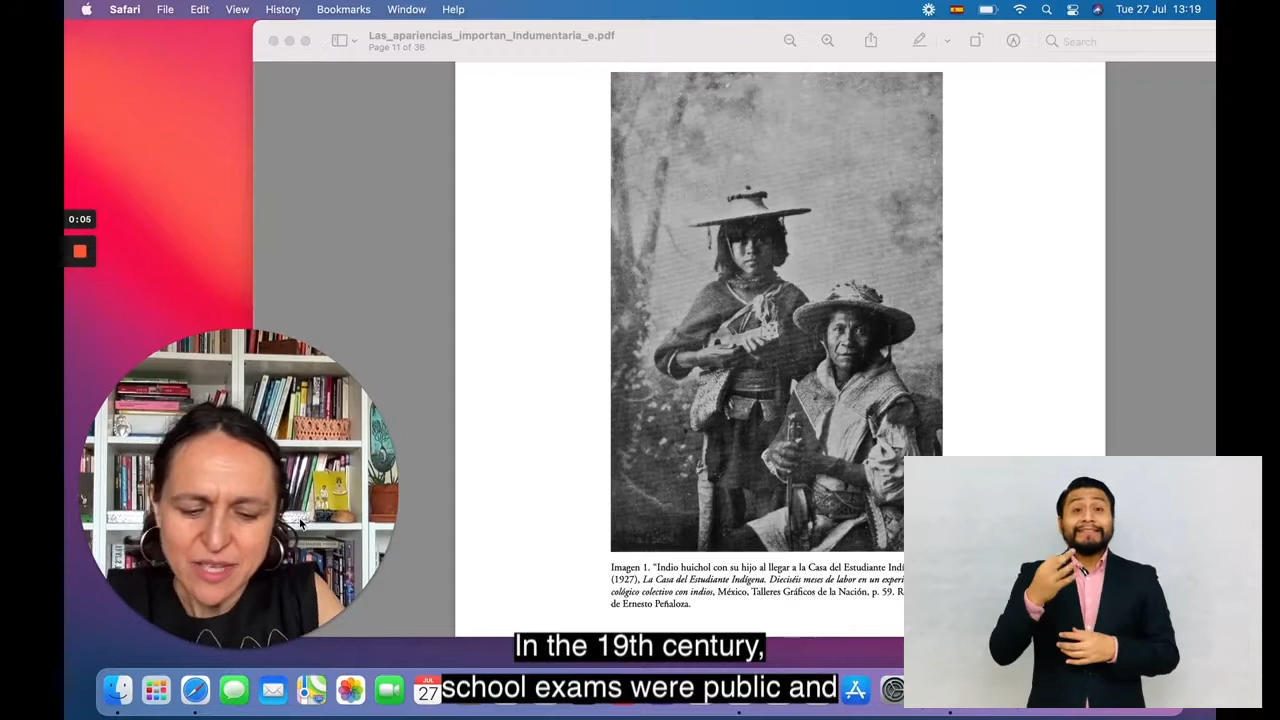 Safari File Edit View History Bookmarks Window Help
Tue 27 Jul 13:19
Las_apariencias_importan_Indumentaria_e.pdf
Page 11 of 36
Search
0:05
Imagen 1. "Indio huichol con su hijo al llegar a la Casa del Estudiante
(1927), La Casa del Estudiante Indígena. Dieciséis meses de labor en un
cológico colectivo con indios, México, Talleres Gráficos de la Nación, p. 59.
de Ernesto Peñaloza.
In the 19th century,
school exams were public and
JUL
27